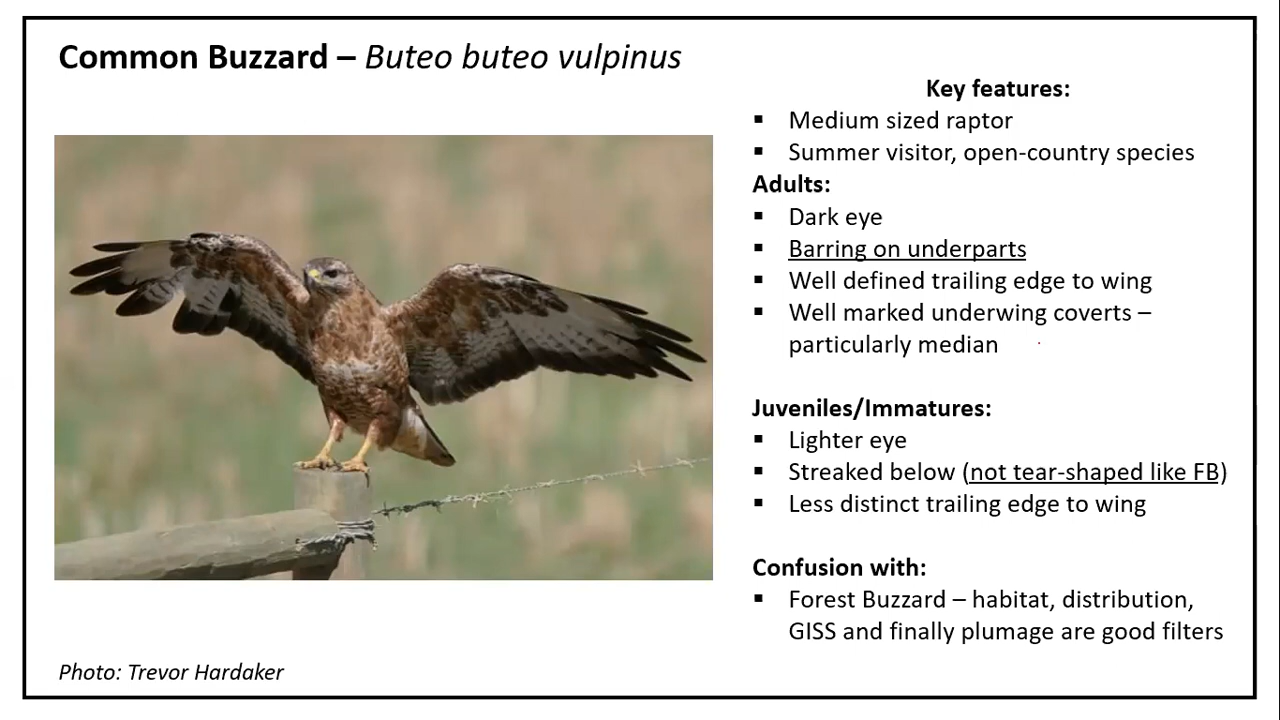 Common Buzzard – Buteo buteo vulpinus
Key features:
▪ Medium sized raptor
▪ Summer visitor, open-country species
Adults:
▪ Dark eye
▪ Barring on underparts
▪ Well defined trailing edge to wing
▪ Well marked underwing coverts –
particularly median
Juveniles/Immatures:
▪ Lighter eye
▪ Streaked below (not tear-shaped like FB)
▪ Less distinct trailing edge to wing
Confusion with:
▪ Forest Buzzard – habitat, distribution,
GISS and finally plumage are good filters
Photo: Trevor Hardaker